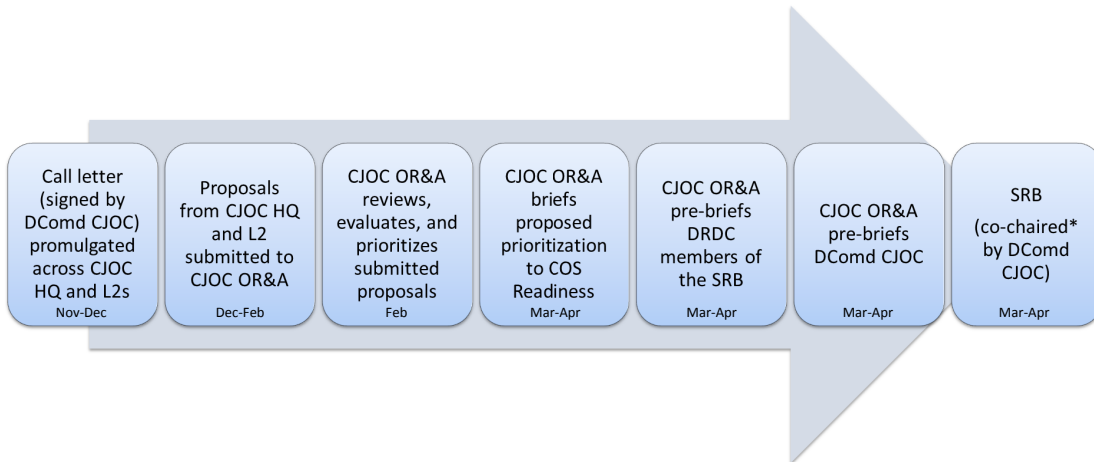 Call letter
(signed by
DComd CJOC)
promulgated
across CJOC
HQ and L2s
Nov-Dec
Proposals
from CJOC HQ
and L2
submitted to
CJOC OR&A
Dec-Feb
CJOC OR&A
reviews,
evaluates, and
prioritizes
submitted
proposals
Feb
CJOC OR&A
briefs
proposed
prioritization
to COS
Readiness
Mar-Apr
CJOC OR&A
pre-briefs
DRDC
members of
the SRB
Mar-Apr
CJOC OR&A
pre-briefs
DComd CJOC
Mar-Apr
SRB
(co-chaired*
by DComd
CJOC)
Mar-Apr